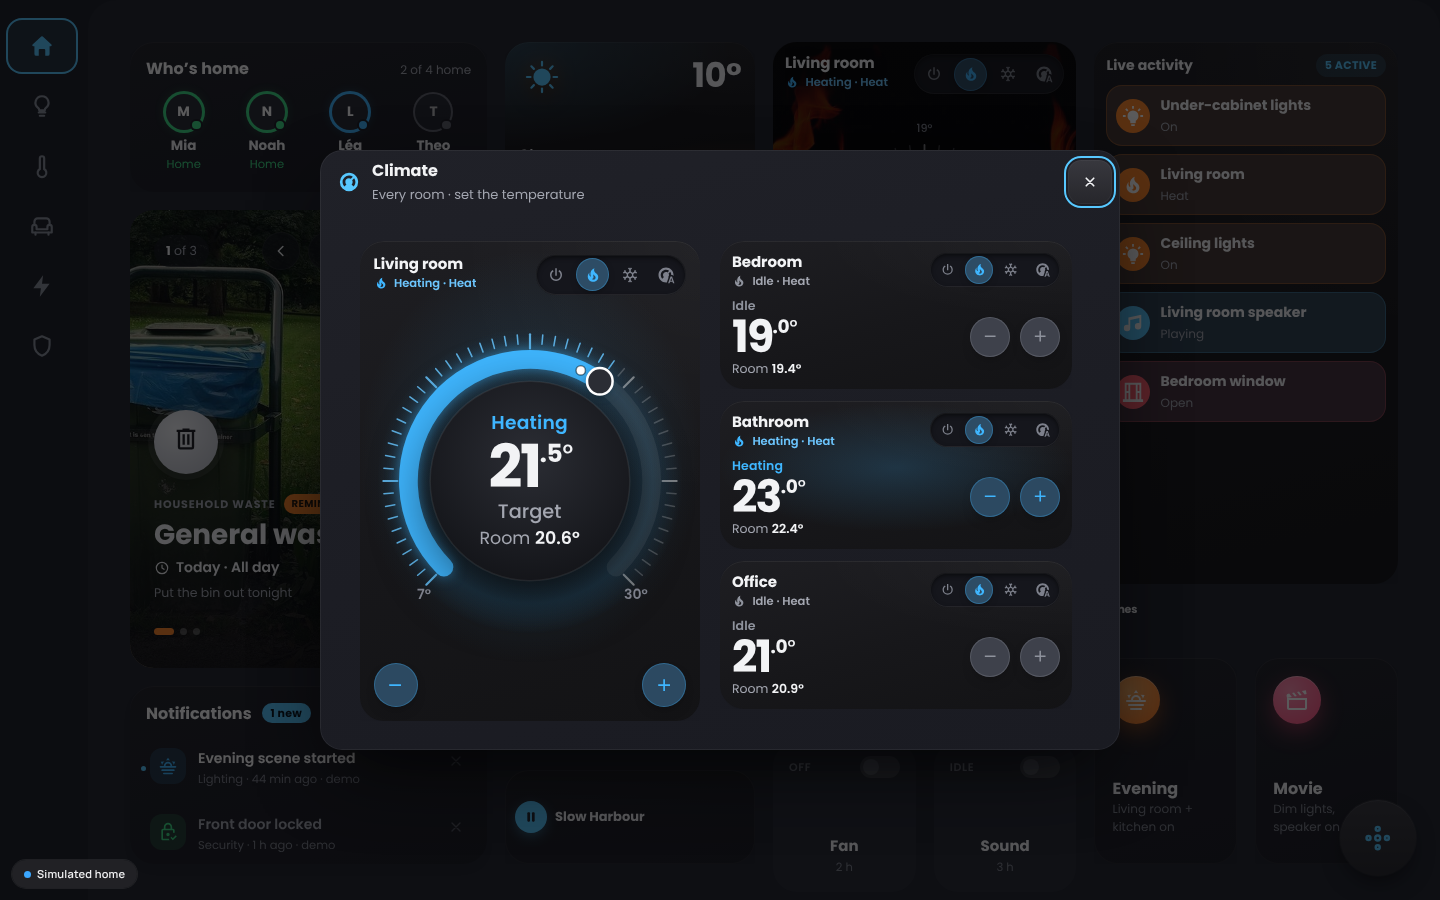 Who's home
2 of 4 home
M
N
L
T
Mia
Noah
Léa
Theo
Home
Home
10°
Living room
Heating · Heat
19°
Live activity
5 ACTIVE
Under-cabinet lights
On
Living room
Heat
Ceiling lights
On
Living room speaker
Playing
Bedroom window
Open
1 of 3
HOUSEHOLD WASTE
General was
Today · All day
Put the bin out tonight
Climate
Every room · set the temperature
Living room
Heating · Heat
Heating
21.5°
Target
Room 20.6°
7°
30°
Bedroom
Idle · Heat
Idle
19.0°
Room 19.4°
Bathroom
Heating · Heat
Heating
23.0°
Room 22.4°
Office
Idle · Heat
Idle
21.0°
Room 20.9°
Notifications
1 new
Evening scene started
Lighting · 44 min ago · demo
Front door locked
Security · 1 h ago · demo
Slow Harbour
OFF
Fan
2 h
IDLE
Sound
3 h
Evening
Living room +
kitchen on
Movie
Dim lights,
speaker on
Simulated home